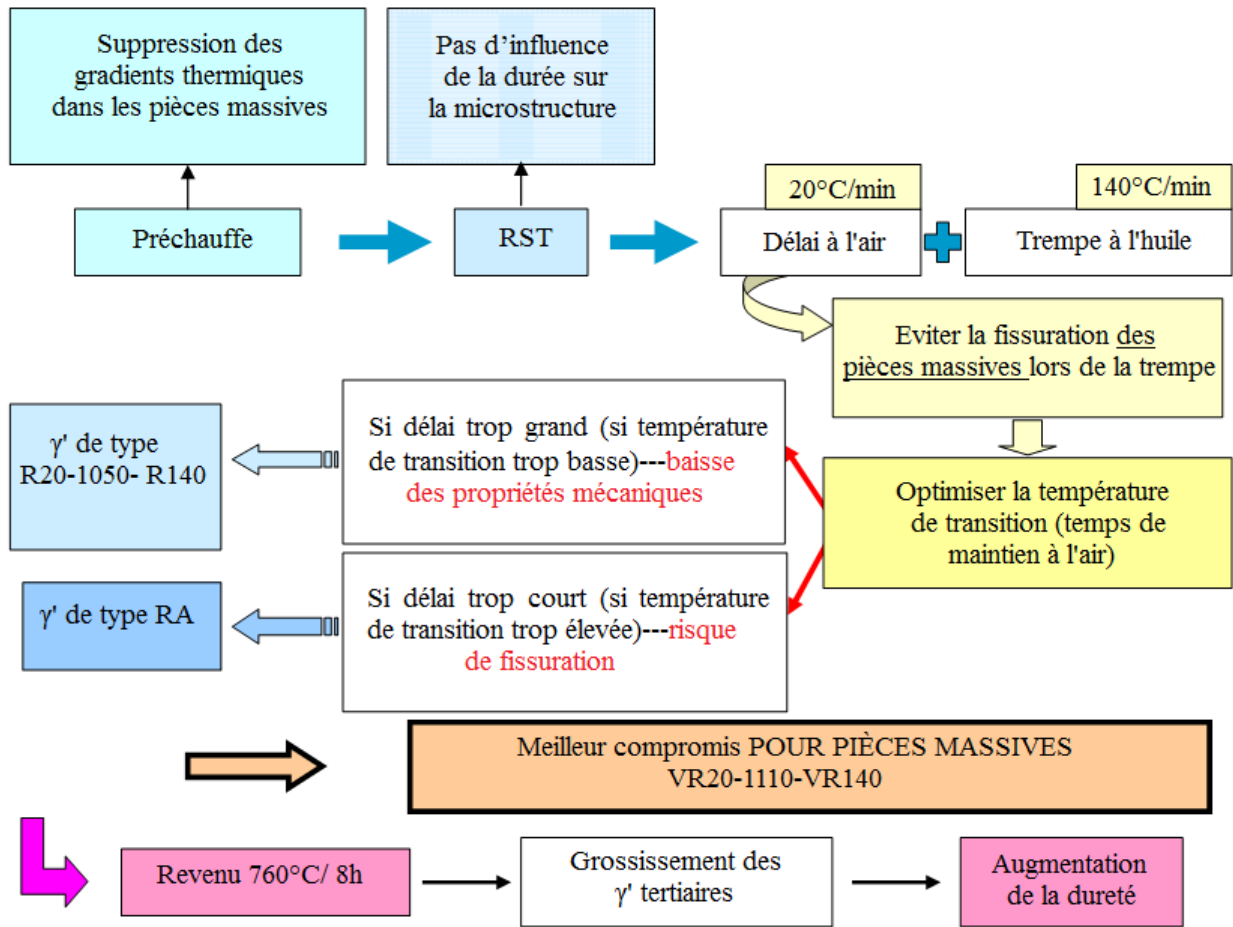 Suppression des
gradients thermiques
dans les pièces massives
Pas d’influence
de la durée sur
la microstructure
20°C/min
140°C/min
Préchauffe
RST
Délai à l'air
Trempe à l'huile
Eviter la fissuration des
pièces massives lors de la trempe
γ' de type
R20-1050- R140
Si délai trop grand (si température
de transition trop basse)---baisse
des propriétés mécaniques
Optimiser la température
de transition (temps de
maintien à l'air)
γ' de type RA
Si délai trop court (si température
de transition trop élevée)---risque
de fissuration
Meilleur compromis POUR PIÈCES MASSIVES
VR20-1110-VR140
Revenu 760°C/ 8h
Grossissement des
γ' tertiaires
Augmentation
de la dureté